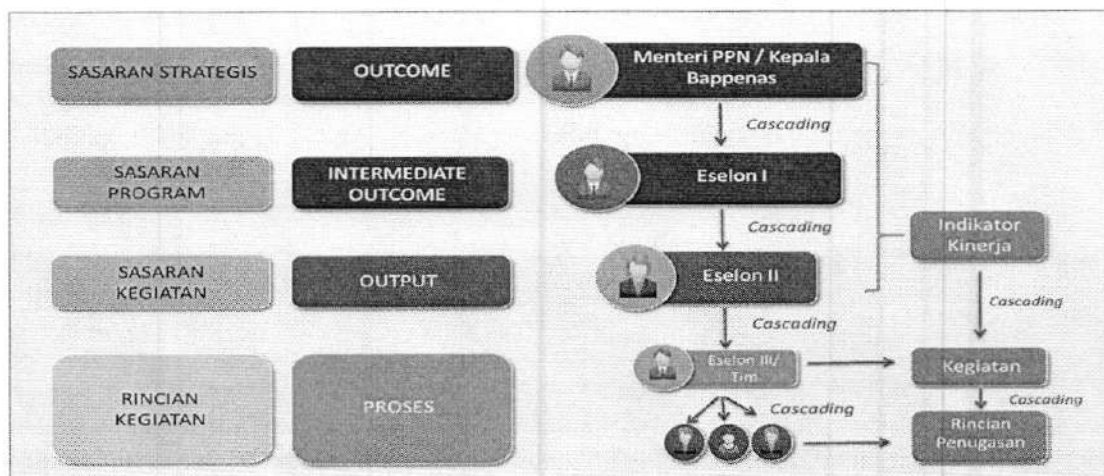 SASARAN STRATEGIS
OUTCOME
Menteri PPN / Kepala
Bappenas
Cascading
SASARAN
PROGRAM
INTERMEDIATE
OUTCOME
Eselon I
Cascading
Indikator
Kinerja
SASARAN
KEGIATAN
OUTPUT
Eselon II
Cascading
Cascading
Eselon III/
Tim
Kegiatan
RINCIAN
KEGIATAN
PROSES
Cascading
Cascading
Rincian
Penugasan